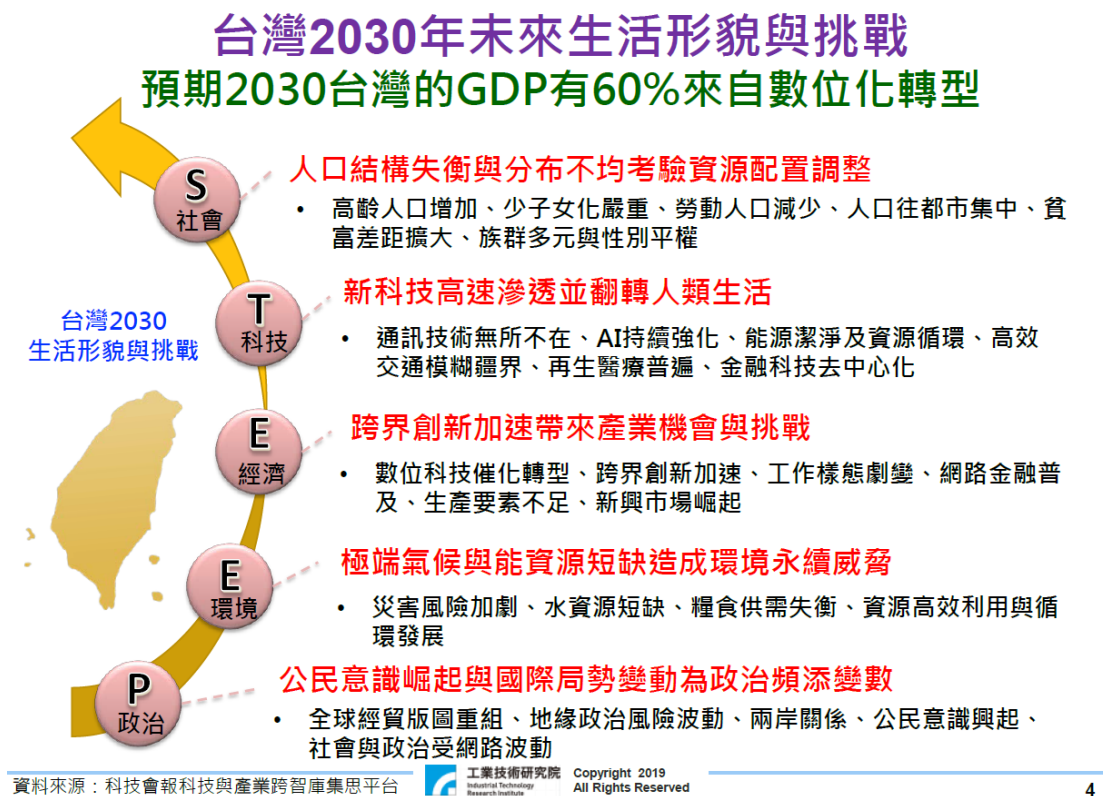 台灣2030年未來生活形貌與挑戰
預期2030台灣的GDP有60%來自數位化轉型
S
社會
人口結構失衡與分布不均考驗資源配置調整
• 高齡人口增加、少子女化嚴重、勞動人口減少、人口往都市集中、貧
富差距擴大、族群多元與性別平權
T
科技
新科技高速滲透並翻轉人類生活
• 通訊技術無所不在、AI持續強化、能源潔淨及資源循環、高效
交通模糊疆界、再生醫療普遍、金融科技去中心化
台灣2030
生活形貌與挑戰
E
經濟
跨界創新加速帶來產業機會與挑戰
• 數位科技催化轉型、跨界創新加速、工作樣態劇變、網路金融普
及、生產要素不足、新興市場崛起
E
環境
極端氣候與能資源短缺造成環境永續威脅
• 災害風險加劇、水資源短缺、糧食供需失衡、資源高效利用與循
環發展
P
政治
公民意識崛起與國際局勢變動為政治頻添變數
• 全球經貿版圖重組、地緣政治風險波動、兩岸關係、公民意識興起、
社會與政治受網路波動
資料來源：科技會報科技與產業跨智庫集思平台
工業技術研究院
Industrial Technology
Research Institute
Copyright 2019
All Rights Reserved
4